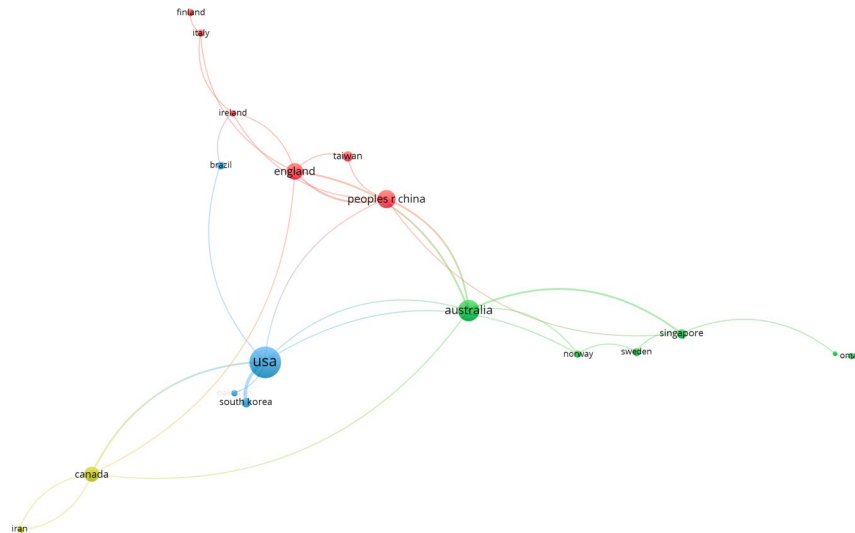 finland
italy
ireland
brazil
england
taiwan
peoples r china
australia
singapore
norway
sweden
usa
south korea
canada
iran